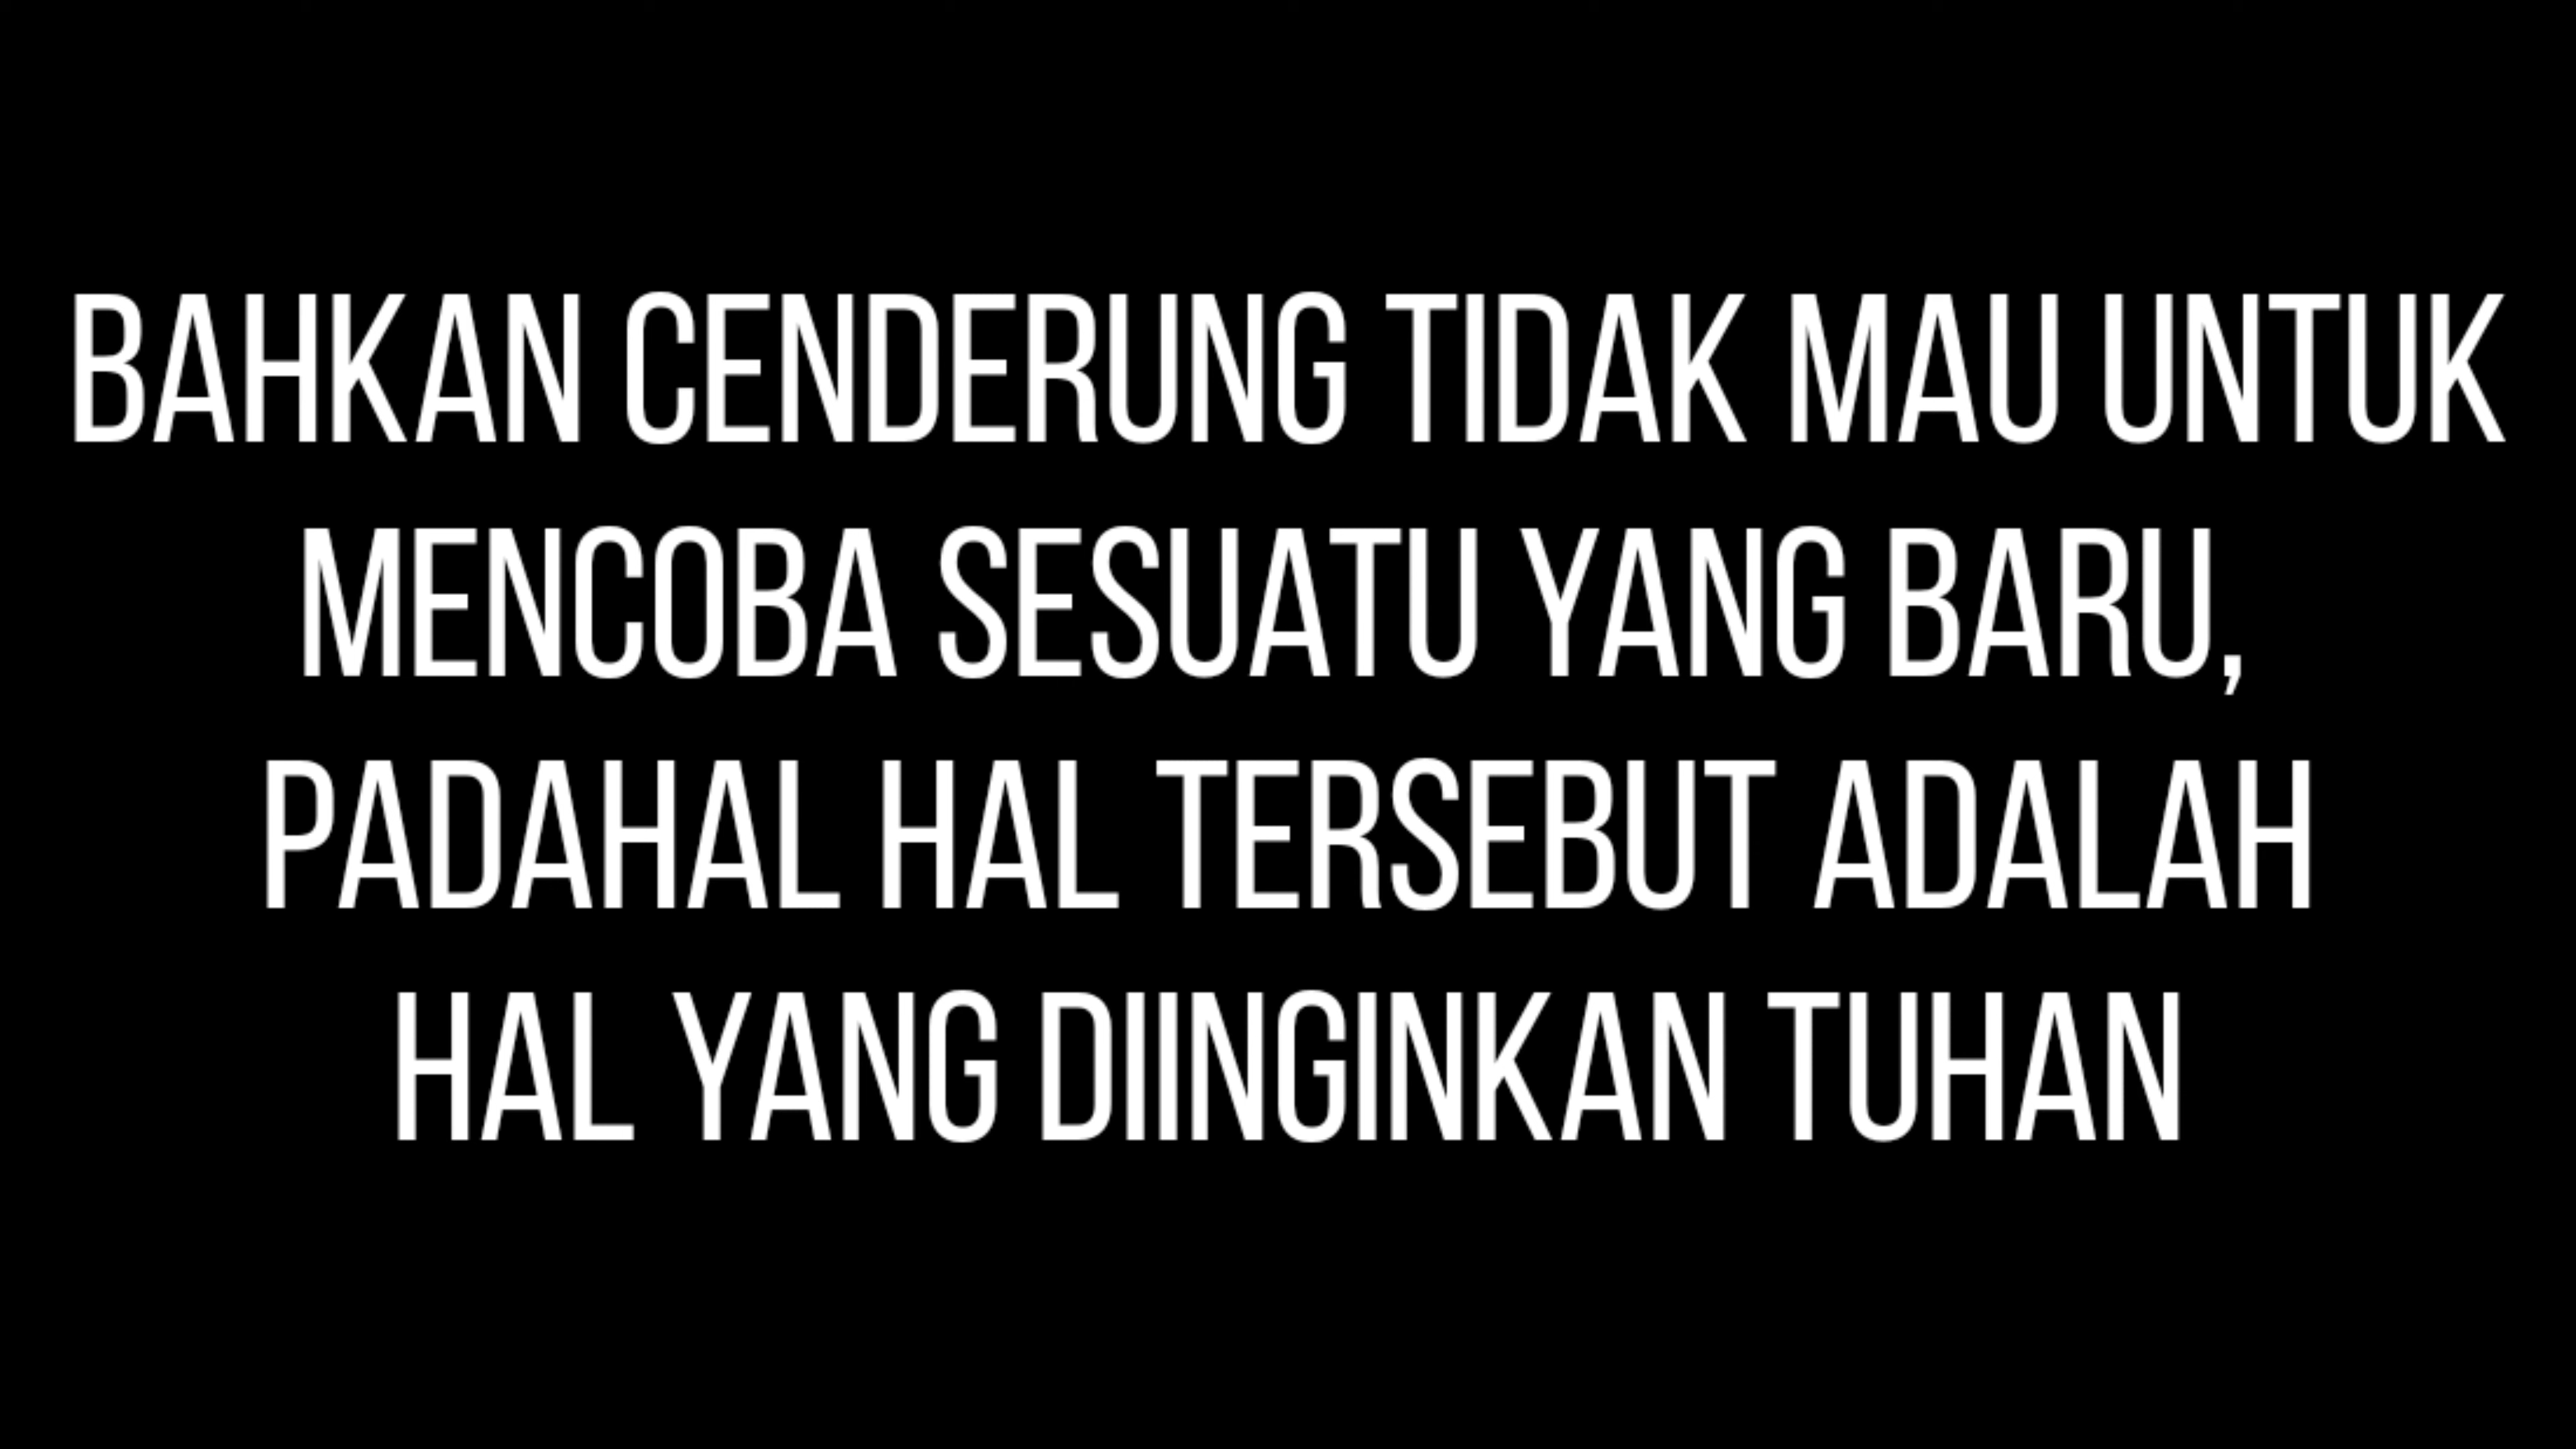 BAHKAN CENDERUNG TIDAK MAU UNTUK
MENCOBA SESUATU YANG BARU,
PADAHAL HAL TERSEBUT ADALAH
HAL YANG DIINGINKAN TUHAN